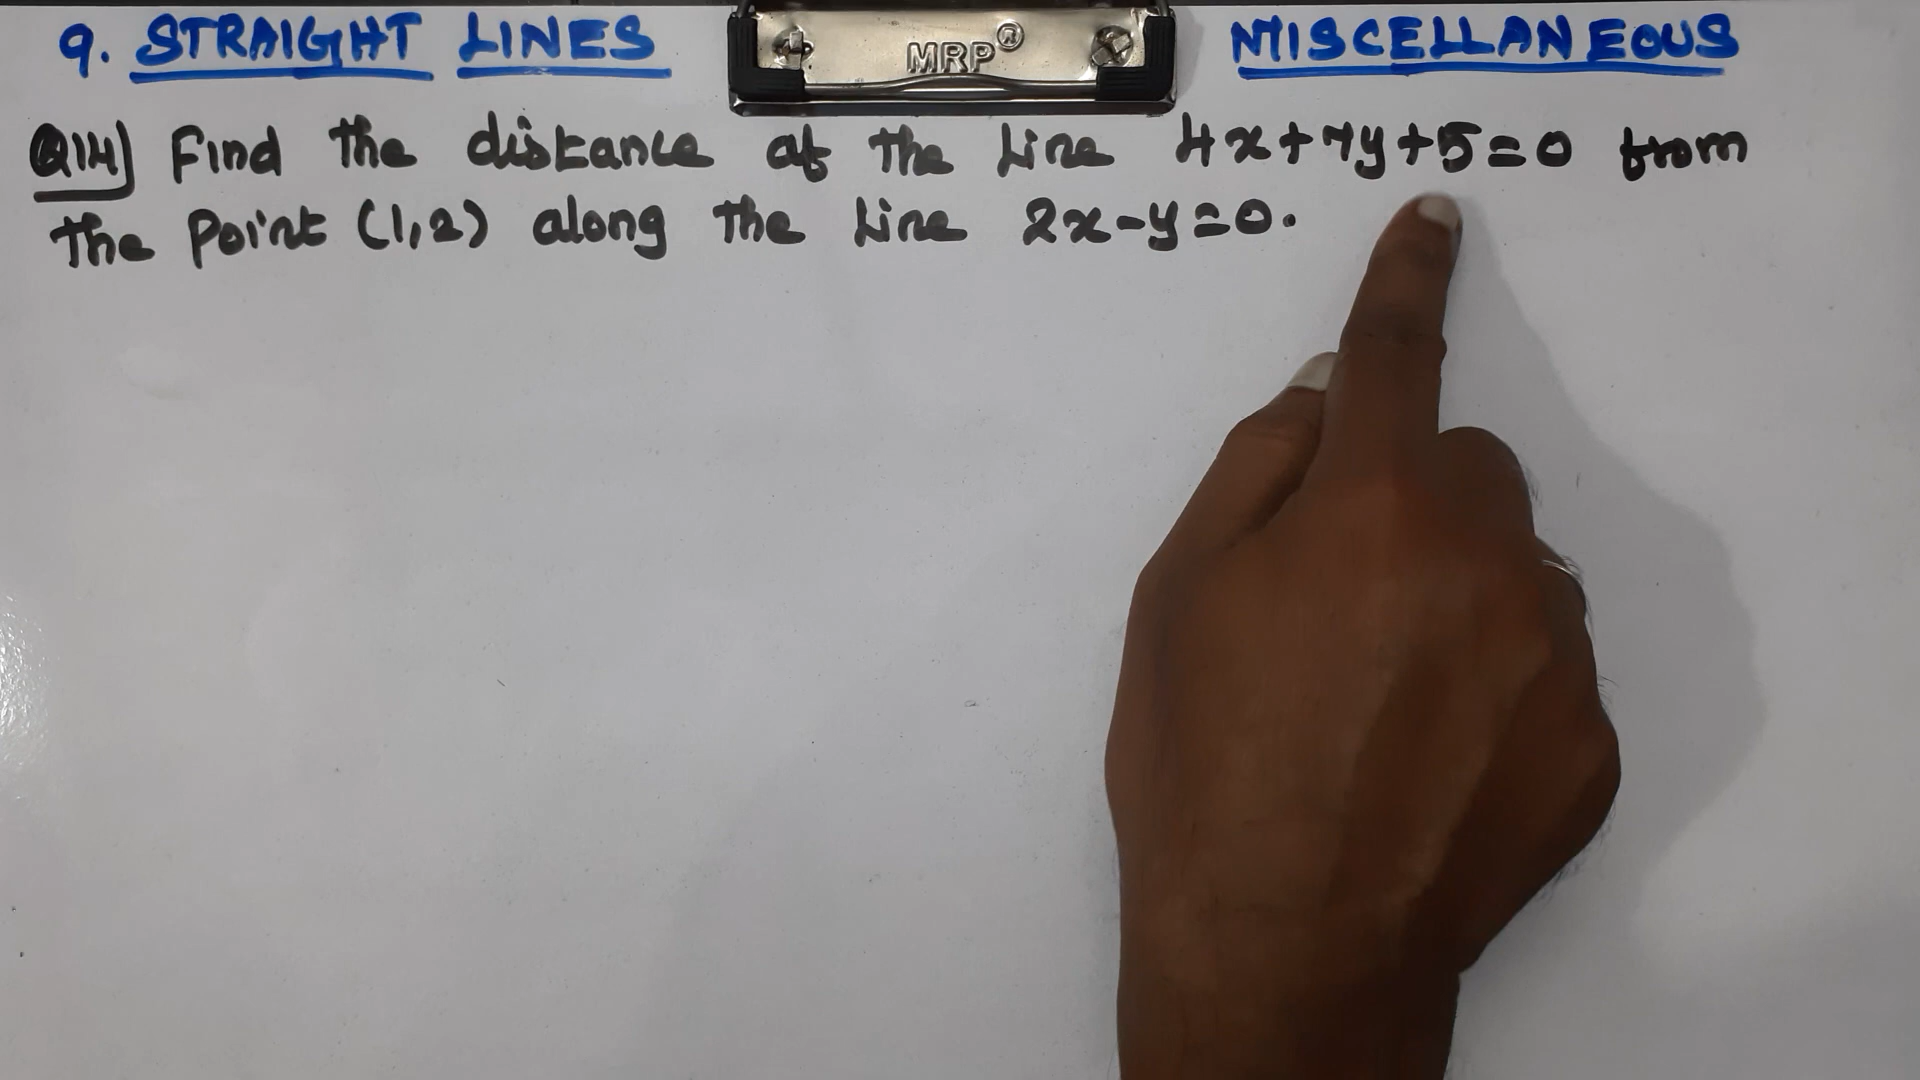 9. STRAIGHT LINES
MRP®
MISCELLANEOUS
Q14) Find the distance of the line 4x+7y+5=0 from
the point (1,2) along the line 2x-y=0.